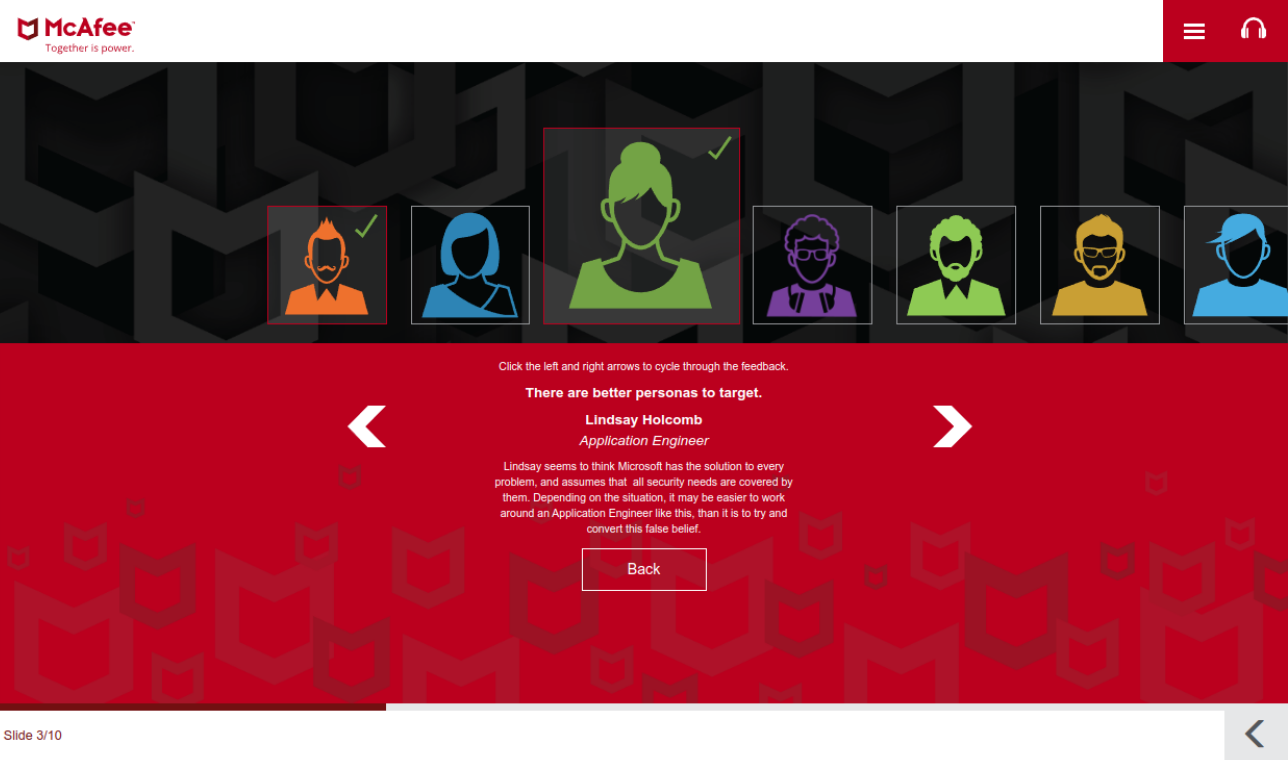 McAfee™
Together is power.
Click the left and right arrows to cycle through the feedback.
There are better personas to target.
Lindsay Holcomb
Application Engineer
Lindsay seems to think Microsoft has the solution to every
problem, and assumes that  all security needs are covered by
them. Depending on the situation, it may be easier to work
around an Application Engineer like this, than it is to try and
convert this false belief.
Back
Slide 3/10